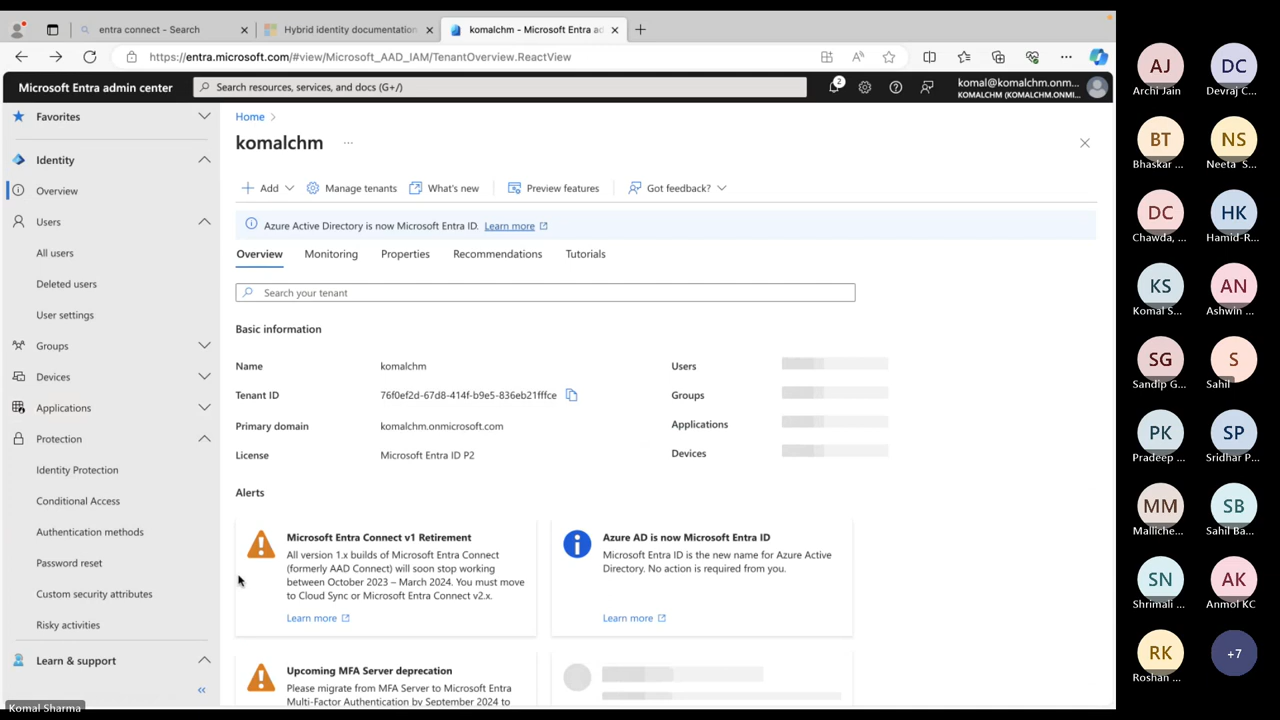 entra connect - Search
Hybrid identity documentation
komalchm - Microsoft Entra ad
https://entra.microsoft.com/#view/Microsoft_AAD_IAM/TenantOverview.ReactView
Microsoft Entra admin center
Search resources, services, and docs (G+/)
2
komal@komalchm.onm...
KOMALCHM (KOMALCHM.ONMI...
Favorites
Identity
Overview
Users
All users
Deleted users
User settings
Groups
Devices
Applications
Protection
Identity Protection
Conditional Access
Authentication methods
Password reset
Custom security attributes
Risky activities
Learn & support
«
Komal Sharma
Home >
komalchm ...
Add
Manage tenants
What's new
Preview features
Got feedback?
Azure Active Directory is now Microsoft Entra ID. Learn more
Overview Monitoring Properties Recommendations Tutorials
Search your tenant
Basic information
Name komalchm
Tenant ID 76f0ef2d-67d8-414f-b9e5-836eb21fffce
Primary domain komalchm.onmicrosoft.com
License Microsoft Entra ID P2
Users
Groups
Applications
Devices
Alerts
Microsoft Entra Connect v1 Retirement
All version 1.x builds of Microsoft Entra Connect
(formerly AAD Connect) will soon stop working
between October 2023 – March 2024. You must move
to Cloud Sync or Microsoft Entra Connect v2.x.
Learn more
Azure AD is now Microsoft Entra ID
Microsoft Entra ID is the new name for Azure Active
Directory. No action is required from you.
Learn more
Upcoming MFA Server deprecation
Please migrate from MFA Server to Microsoft Entra
Multi-Factor Authentication by September 2024 to
AJ
Archi Jain
DC
Devraj C...
BT
Bhaskar ...
NS
Neeta S...
DC
Chawda, ...
HK
Hamid-R...
KS
Komal S...
AN
Ashwin ...
SG
Sandip G...
S
Sahil
PK
Pradeep ...
SP
Sridhar P...
MM
Malliche...
SB
Sahil Ba...
SN
Shrimali ...
AK
Anmol KC
RK
Roshan ...
+7